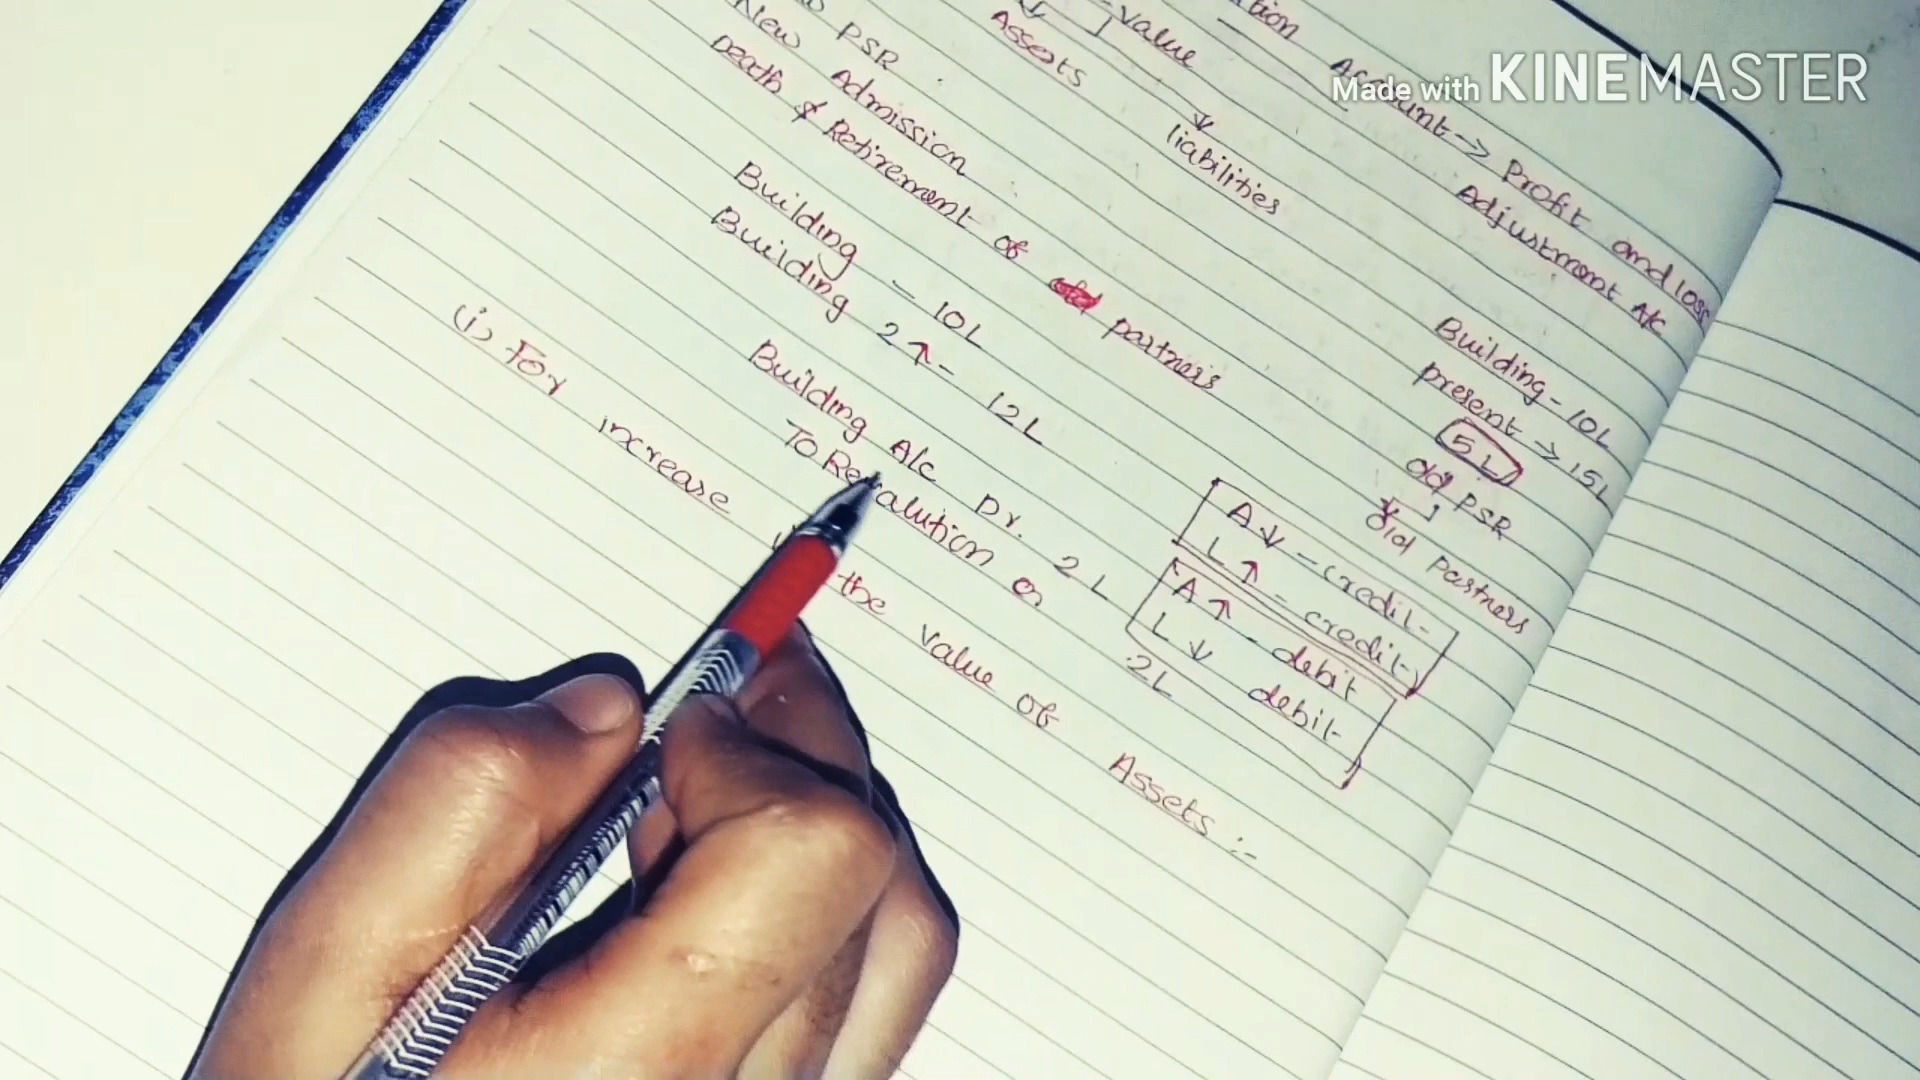 Made with KINEMASTER
Account -> Profit and loss
Adjustment A/c
value
Assets
liabilities
PSR
New Admission
Death & Retirement of partners
Building - 10L
Building 2↑ - 12L
Building - 10L
present -> 15L
5L
old PSR
old Partners
Building A/c Dr. 2L
To Revalution
2L
A↓ - credit
L↑ - credit
A↑ - debit
L↓ debit
(i) For increase the value of Assets :-